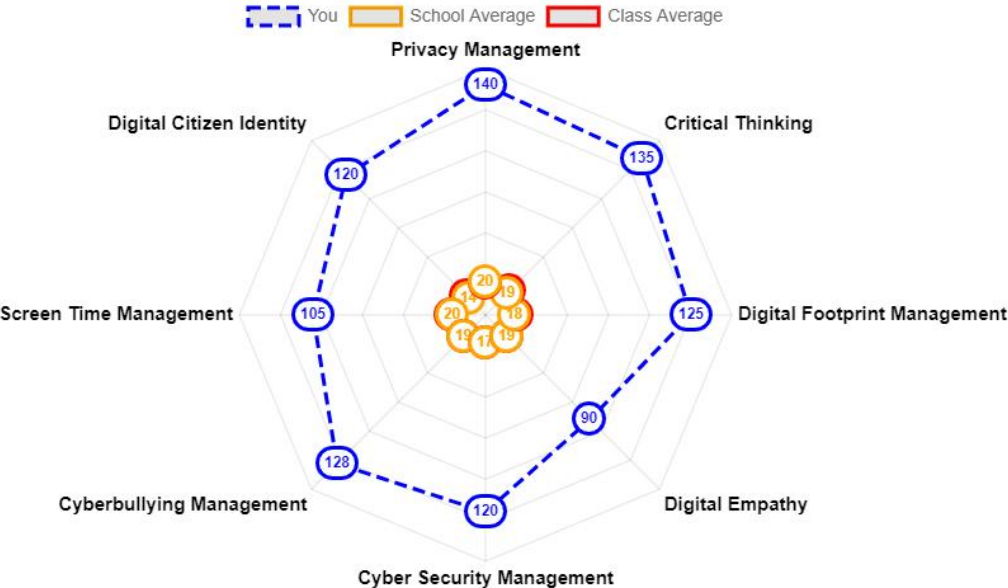 You School Average Class Average
Privacy Management
140
Digital Citizen Identity
Critical Thinking
120
135
20
14
19
Screen Time Management
105
20
18
125
Digital Footprint Management
19
17
19
90
128
120
Cyberbullying Management
Digital Empathy
Cyber Security Management